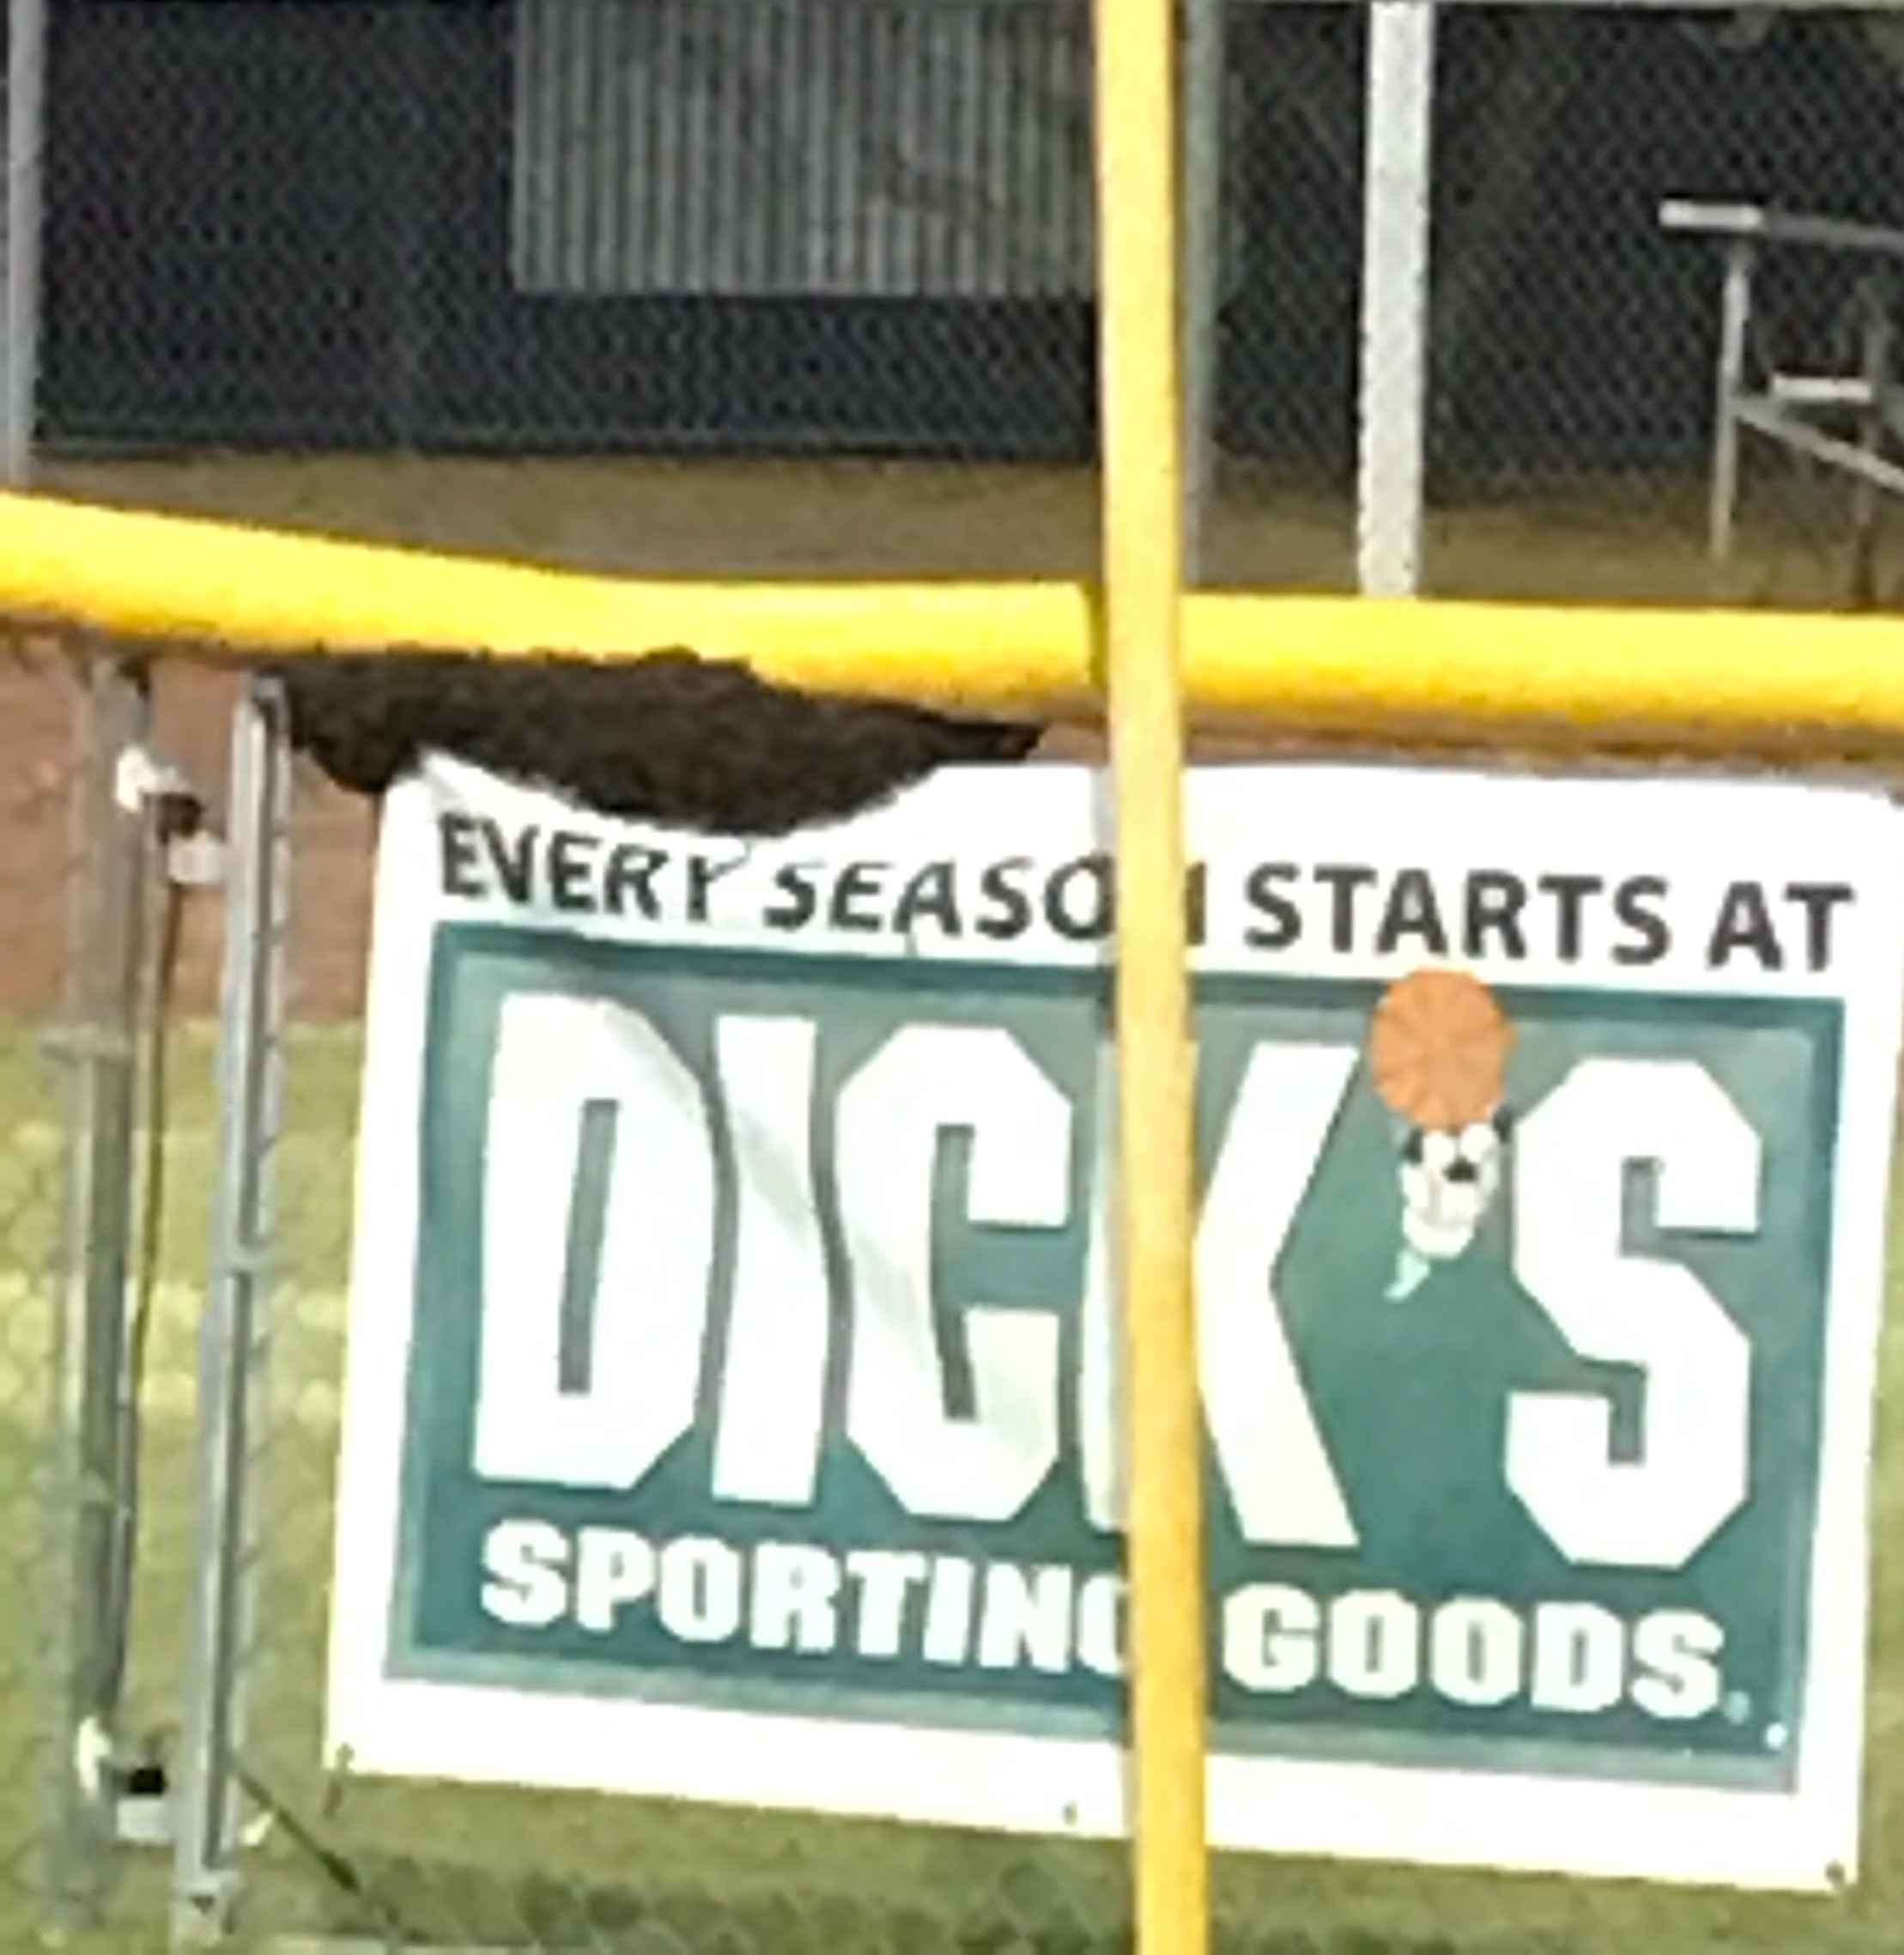 EVERY SEASON STARTS AT
DICK'S
SPORTING GOODS